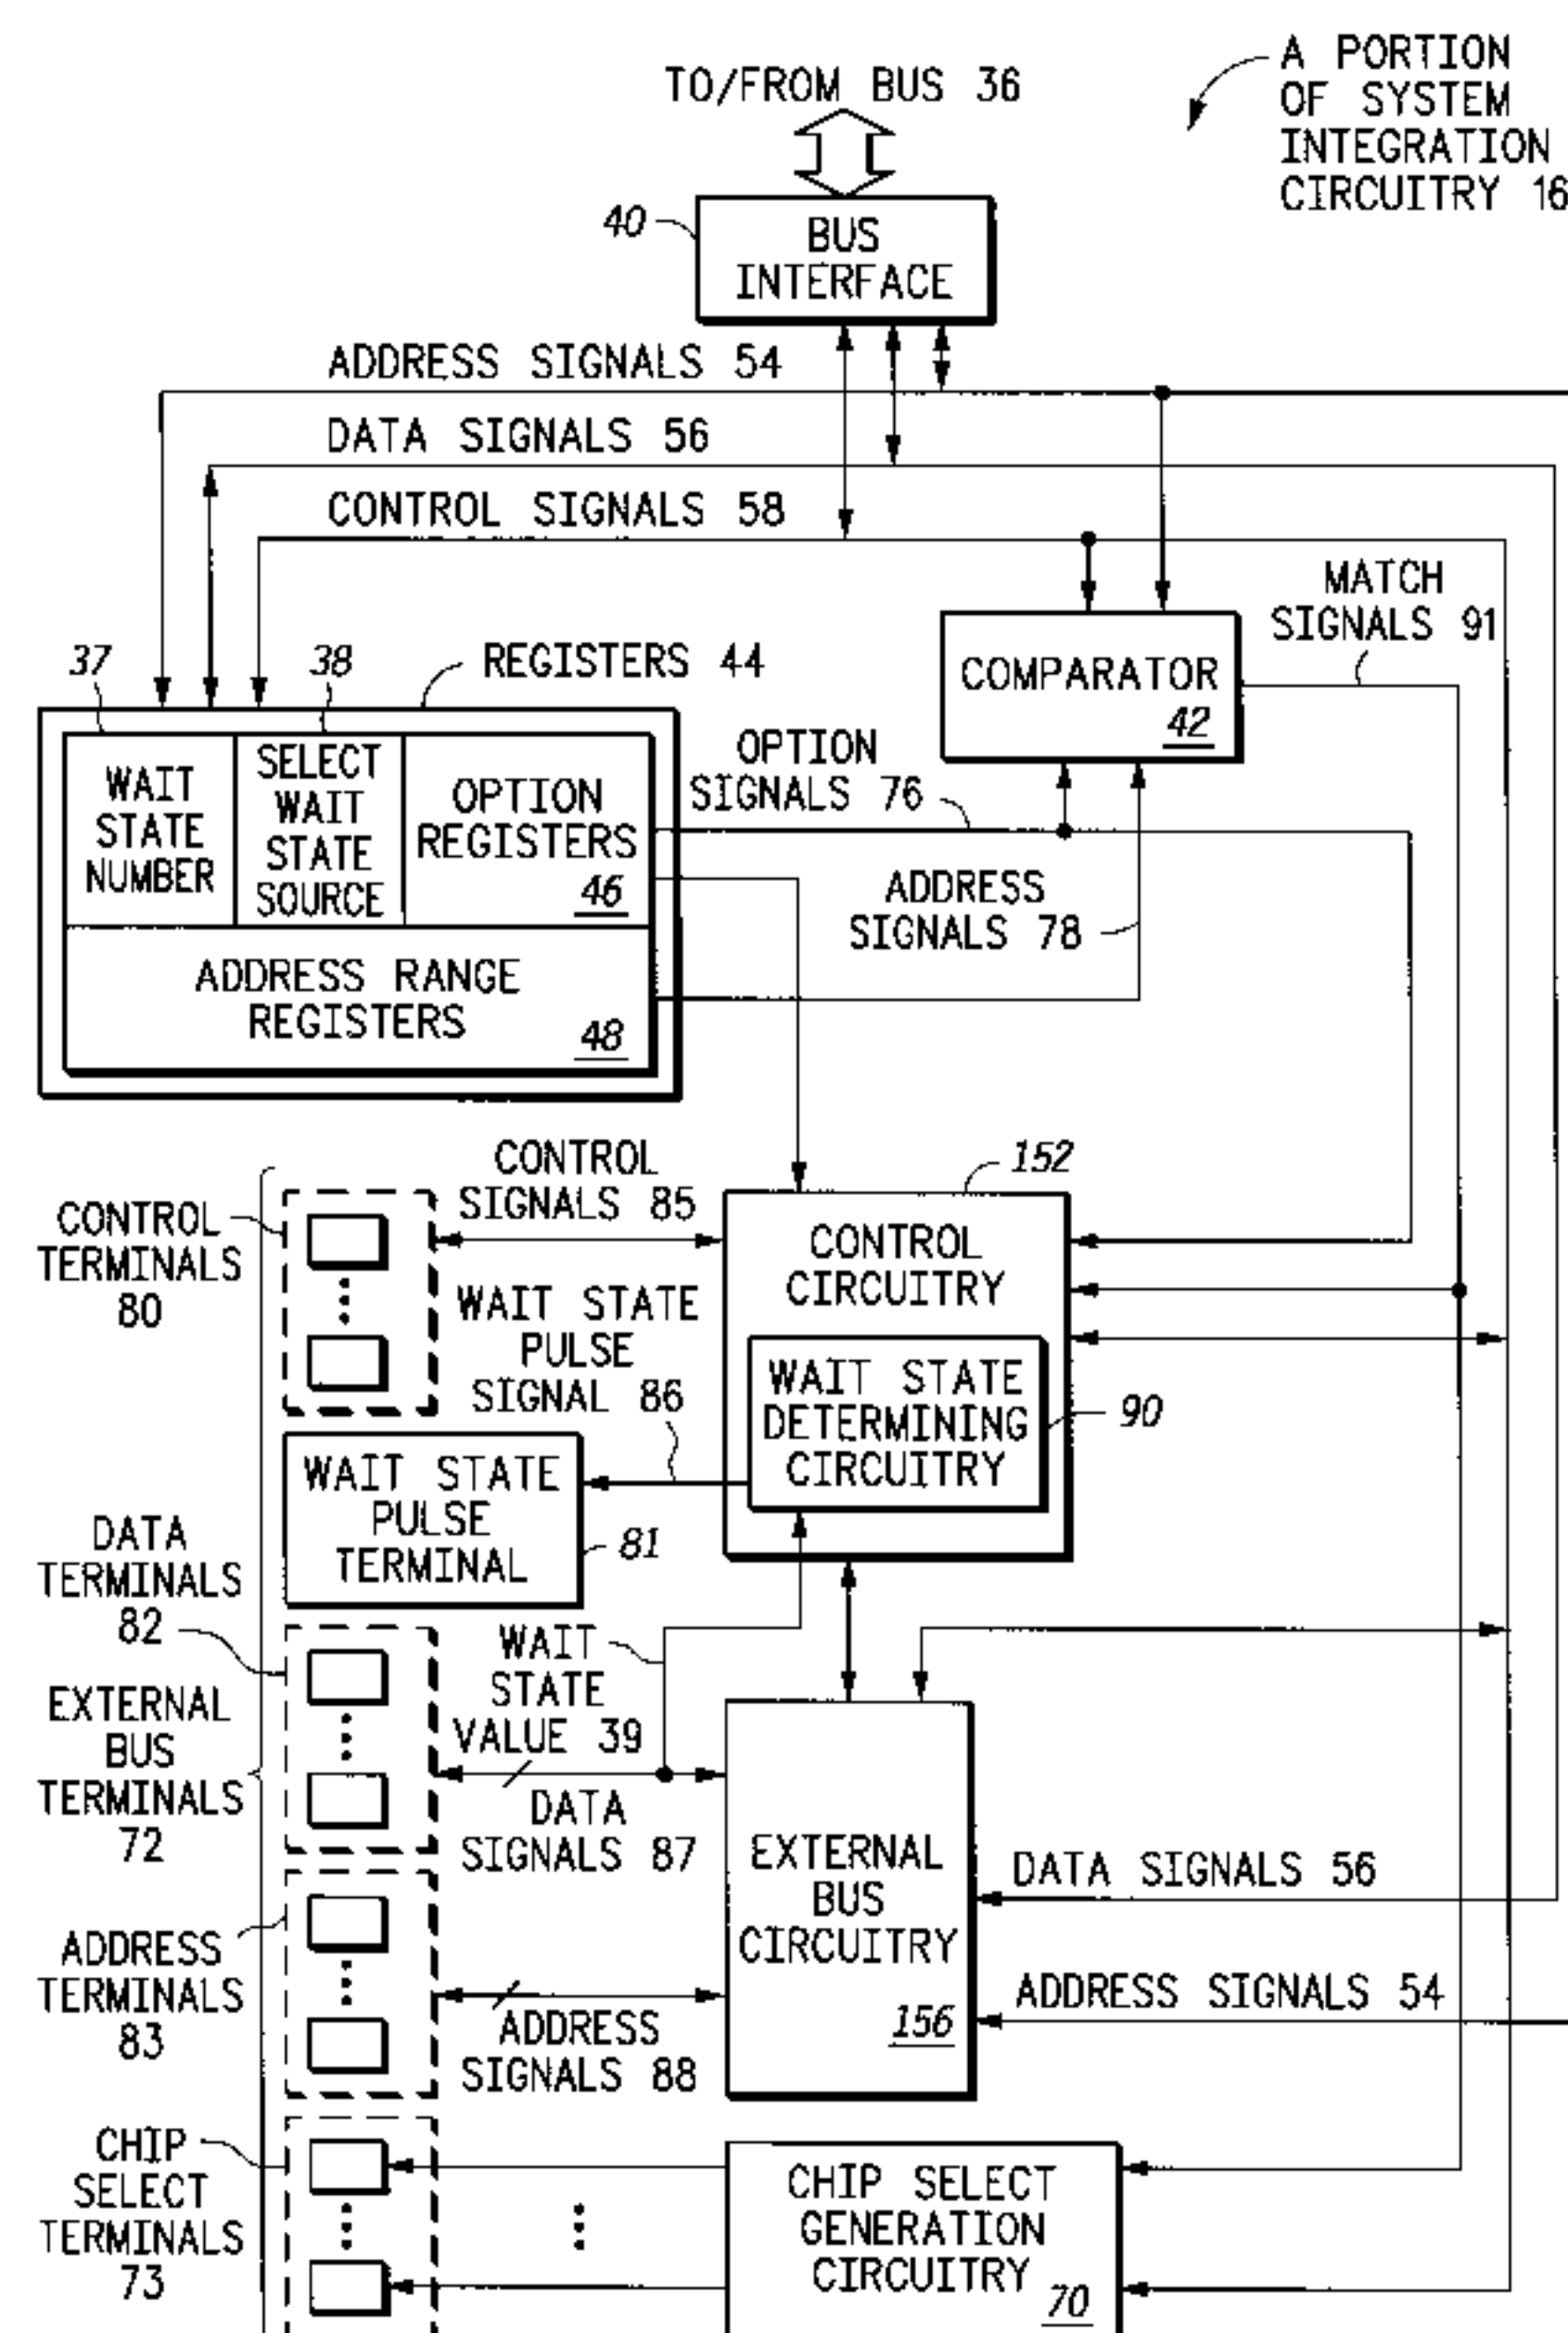 TO/FROM BUS 36
A PORTION
OF SYSTEM
INTEGRATION
CIRCUITRY 16
40
BUS
INTERFACE
ADDRESS SIGNALS 54
DATA SIGNALS 56
CONTROL SIGNALS 58
MATCH
SIGNALS 91
37
38
REGISTERS 44
COMPARATOR
42
WAIT
STATE
NUMBER
SELECT
WAIT
STATE
SOURCE
OPTION
REGISTERS
46
OPTION
SIGNALS 76
ADDRESS
SIGNALS 78
ADDRESS RANGE
REGISTERS
48
CONTROL
SIGNALS 85
152
CONTROL
TERMINALS
80
CONTROL
CIRCUITRY
WAIT STATE
PULSE
SIGNAL 86
WAIT STATE
DETERMINING
CIRCUITRY
90
WAIT STATE
PULSE
TERMINAL
81
DATA
TERMINALS
82
WAIT
STATE
VALUE 39
EXTERNAL
BUS
TERMINALS
72
DATA
SIGNALS 87
EXTERNAL
BUS
CIRCUITRY
156
DATA SIGNALS 56
ADDRESS
TERMINALS
83
ADDRESS SIGNALS 54
ADDRESS
SIGNALS 88
CHIP
SELECT
TERMINALS
73
CHIP SELECT
GENERATION
CIRCUITRY
70